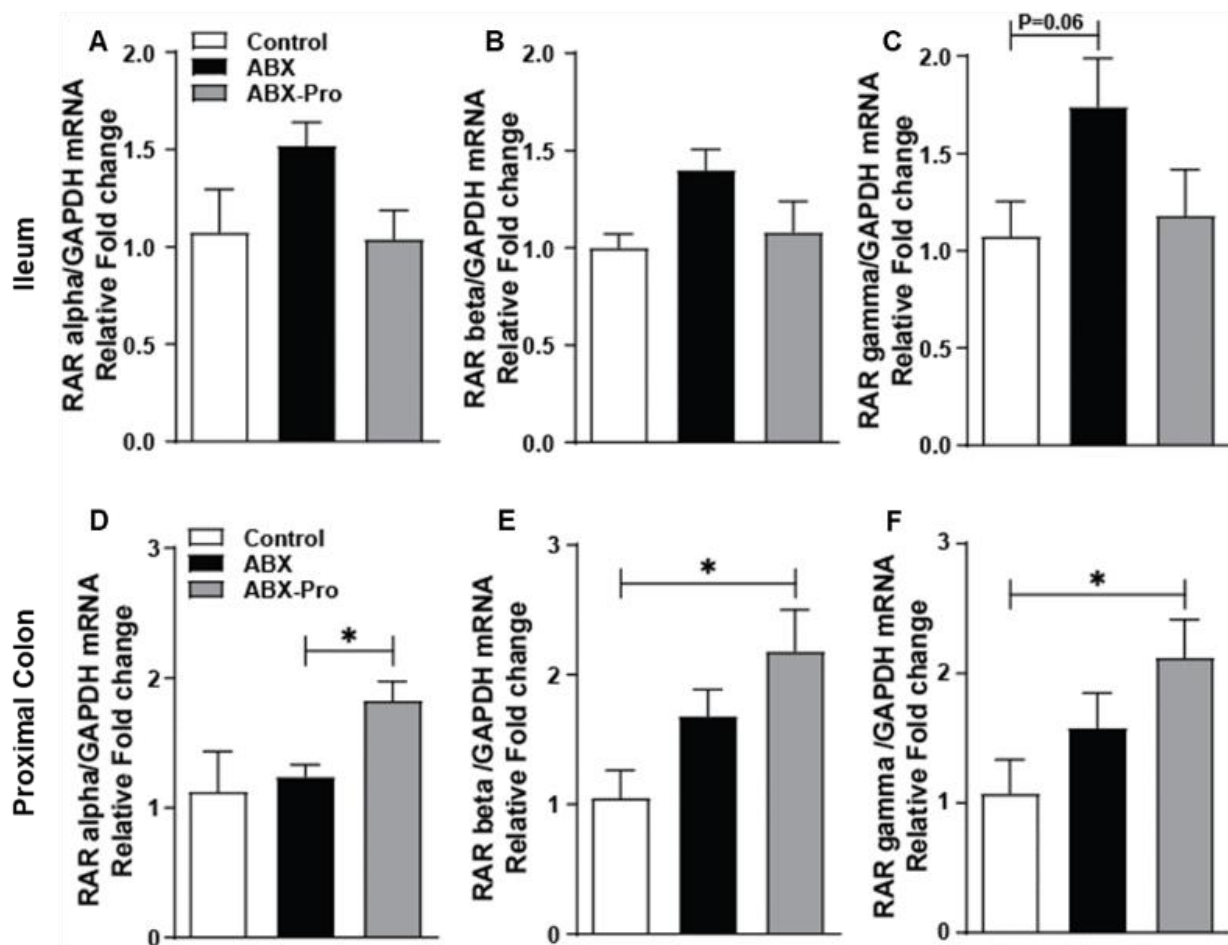 Ileum
A
Control
ABX
ABX-Pro
RAR alpha/GAPDH mRNA
Relative Fold change
2.0
1.5
1.0
0.5
0.0
B
RAR beta/GAPDH mRNA
Relative Fold change
2.0
1.5
1.0
0.5
0.0
C
P=0.06
RAR gamma/GAPDH mRNA
Relative Fold change
2.0
1.5
1.0
0.5
0.0
Proximal Colon
D
Control
ABX
ABX-Pro
RAR alpha/GAPDH mRNA
Relative Fold change
3
2
1
0
*
E
RAR beta /GAPDH mRNA
Relative Fold change
3
2
1
0
*
F
RAR gamma /GAPDH mRNA
Relative Fold change
3
2
1
0
*